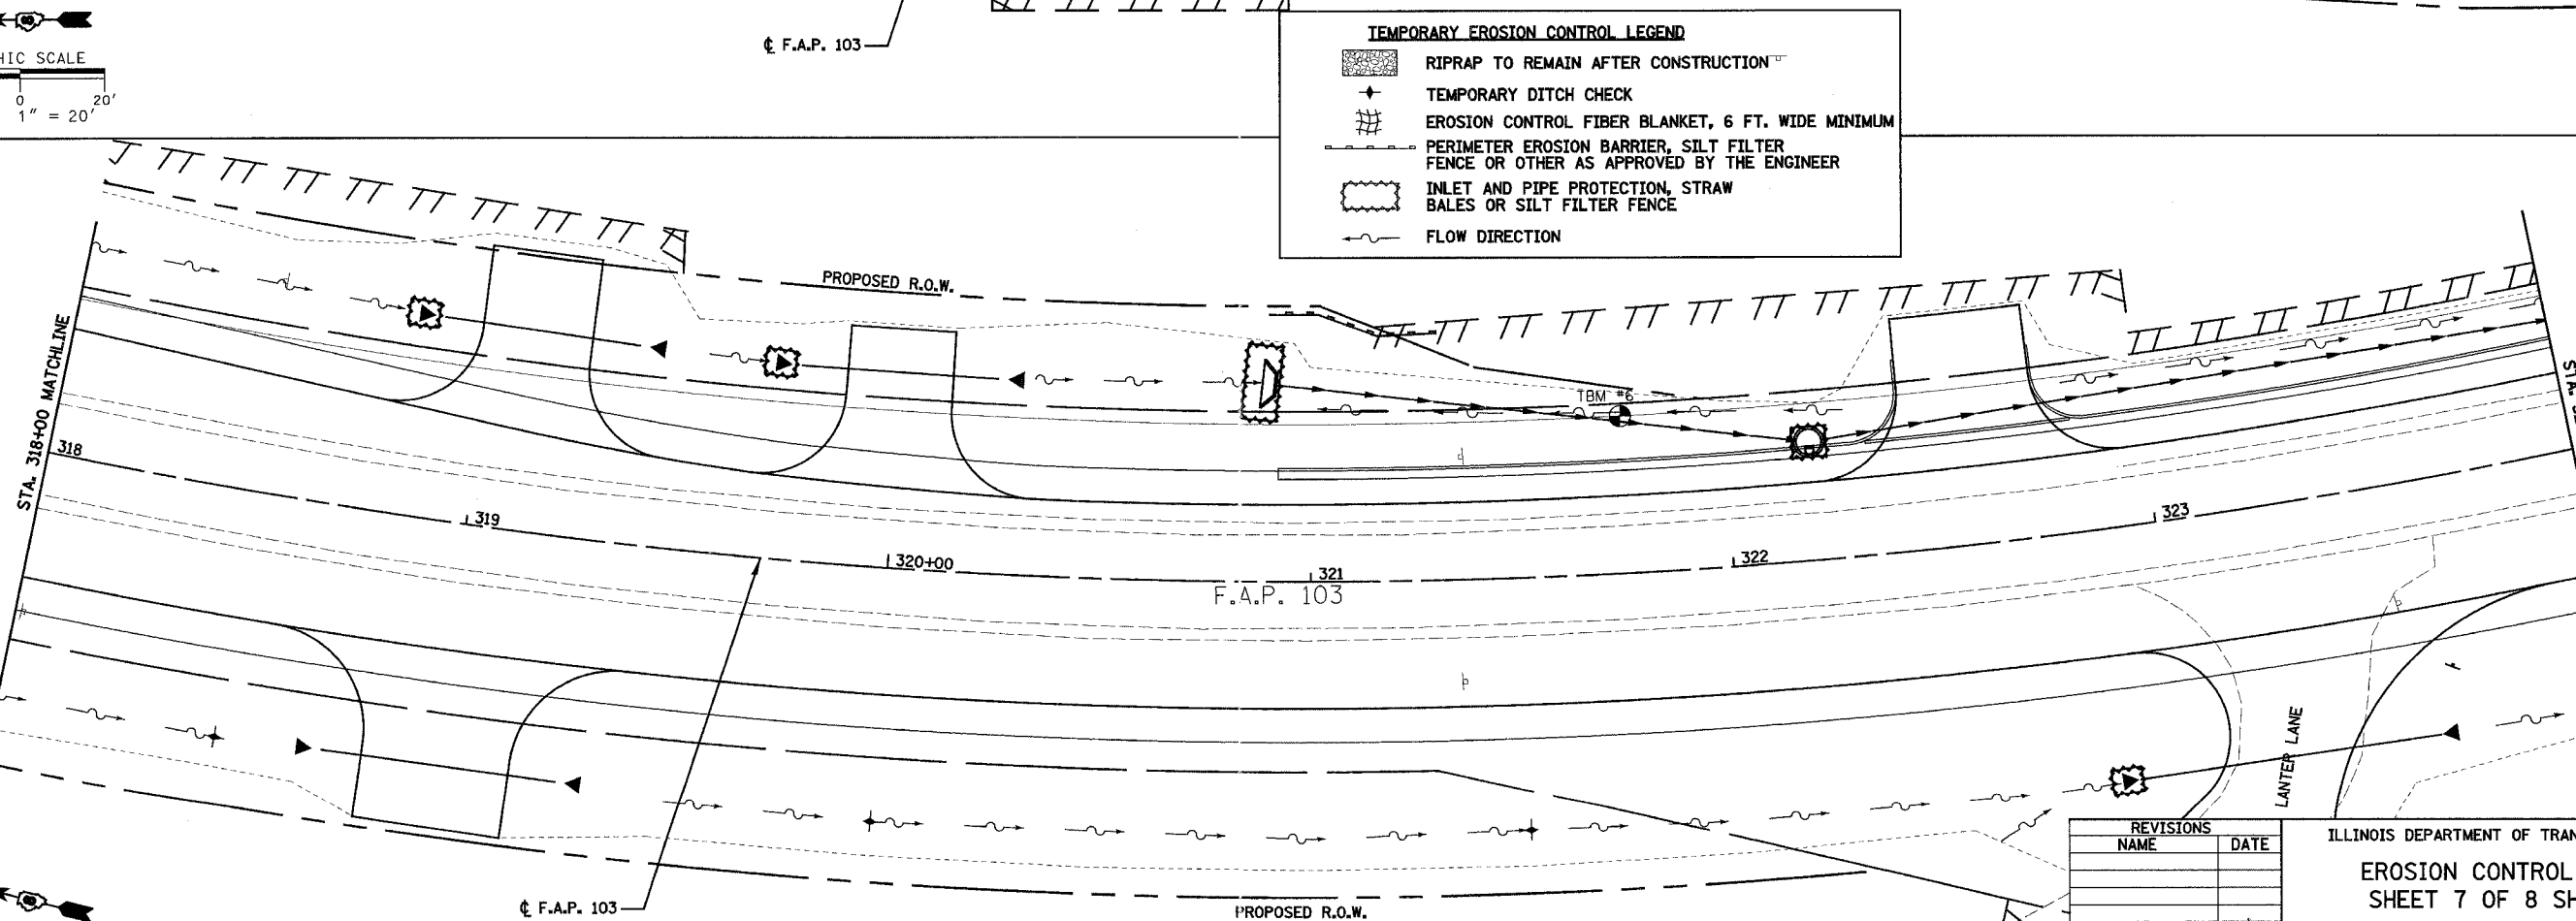 ℄ F.A.P. 103
SCALE
0 20'
1" = 20'
TEMPORARY EROSION CONTROL LEGEND
RIPRAP TO REMAIN AFTER CONSTRUCTION
TEMPORARY DITCH CHECK
EROSION CONTROL FIBER BLANKET, 6 FT. WIDE MINIMUM
PERIMETER EROSION BARRIER, SILT FILTER
FENCE OR OTHER AS APPROVED BY THE ENGINEER
INLET AND PIPE PROTECTION, STRAW
BALES OR SILT FILTER FENCE
FLOW DIRECTION
PROPOSED R.O.W.
STA. 318+00 MATCHLINE
TBM #6
STA.
318
319
320+00
321
322
323
F.A.P. 103
LANTER LANE
℄ F.A.P. 103
PROPOSED R.O.W.
REVISIONS
NAME DATE
ILLINOIS DEPARTMENT OF
EROSION CONTROL
SHEET 7 OF 8